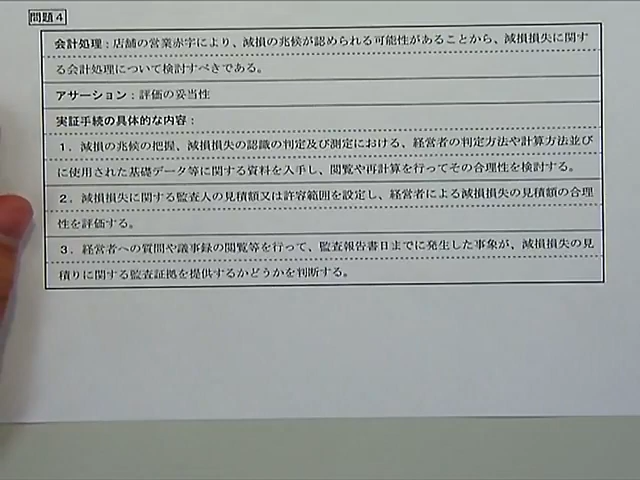 問題4
会計処理：店舗の営業赤字により、減損の兆候が認められる可能性があることから、減損損失に関す
る会計処理について検討すべきである。
アサーション：評価の妥当性
実証手続の具体的な内容：
1．減損の兆候の把握、減損損失の認識の判定及び測定における、経営者の判定方法や計算方法並び
に使用された基礎データ等に関する資料を入手し、閲覧や再計算を行ってその合理性を検討する。
2．減損損失に関する監査人の見積額又は許容範囲を設定し、経営者による減損損失の見積額の合理
性を評価する。
3．経営者への質問や議事録の閲覧等を行って、監査報告書日までに発生した事象が、減損損失の見
積りに関する監査証拠を提供するかどうかを判断する。